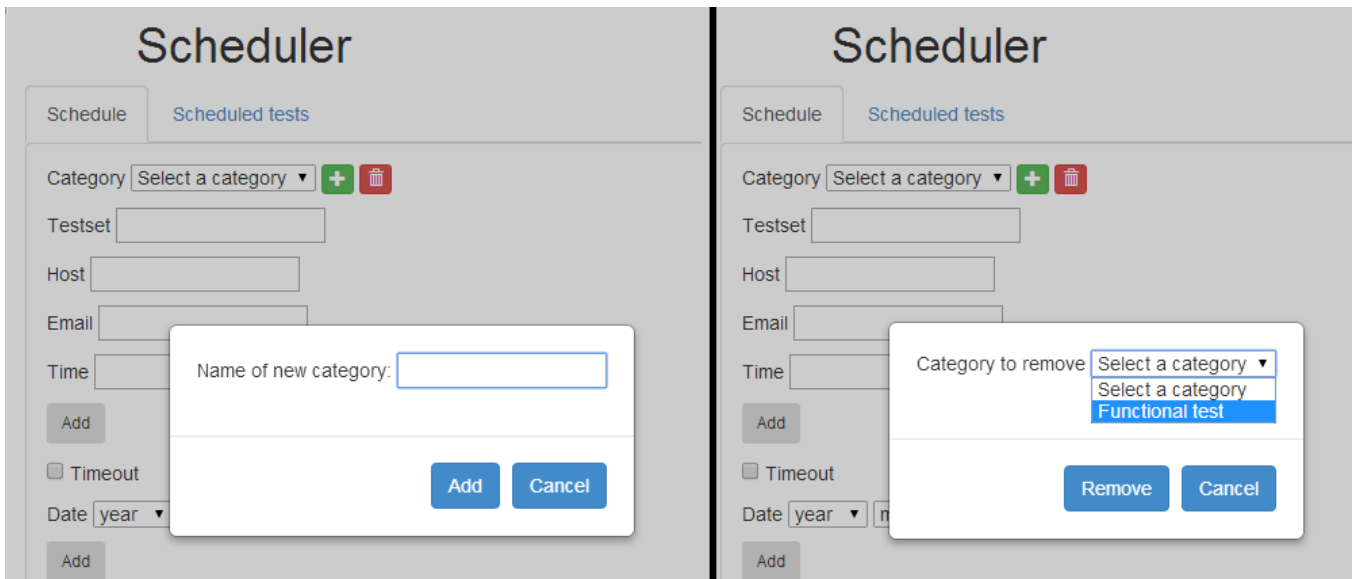 Scheduler
Schedule Scheduled tests
Category Select a category
Testset
Host
Email
Time
Name of new category:
Add
Timeout
Add Cancel
Date year
Add
Scheduler
Schedule Scheduled tests
Category Select a category
Testset
Host
Email
Time
Category to remove Select a category
Select a category
Functional test
Add
Timeout
Remove Cancel
Date year
Add